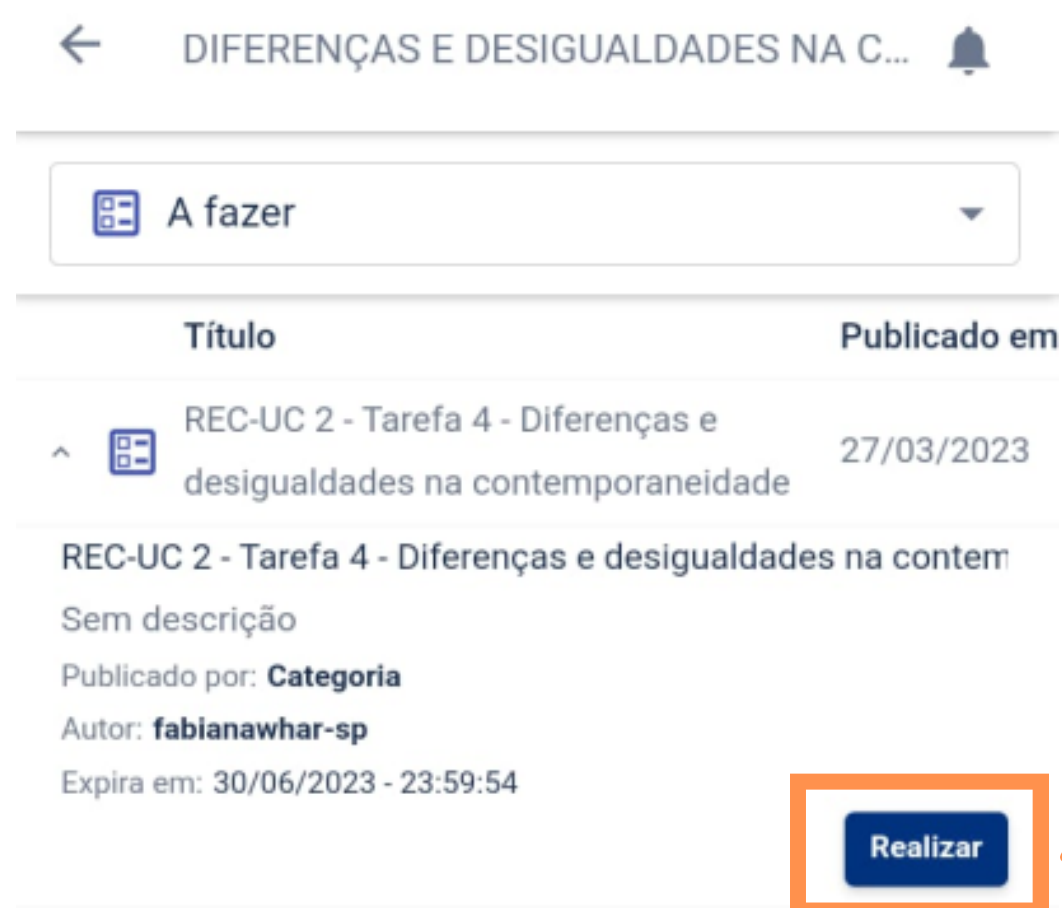 DIFERENÇAS E DESIGUALDADES NA C...
A fazer
Título
Publicado em
REC-UC 2 - Tarefa 4 - Diferenças e
desigualdades na contemporaneidade
27/03/2023
REC-UC 2 - Tarefa 4 - Diferenças e desigualdades na contem
Sem descrição
Publicado por: Categoria
Autor: fabianawhar-sp
Expira em: 30/06/2023 - 23:59:54
Realizar